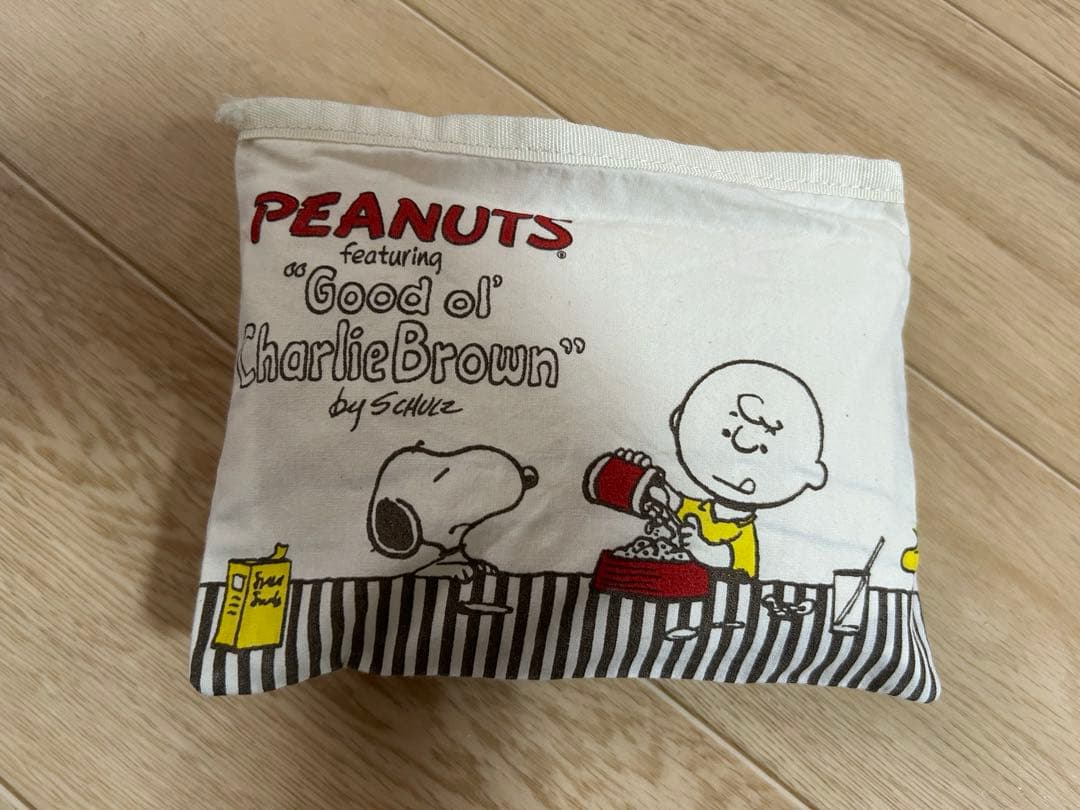 PEANUTS®
featuring
“Good ol’
Charlie Brown”
by SCHULZ